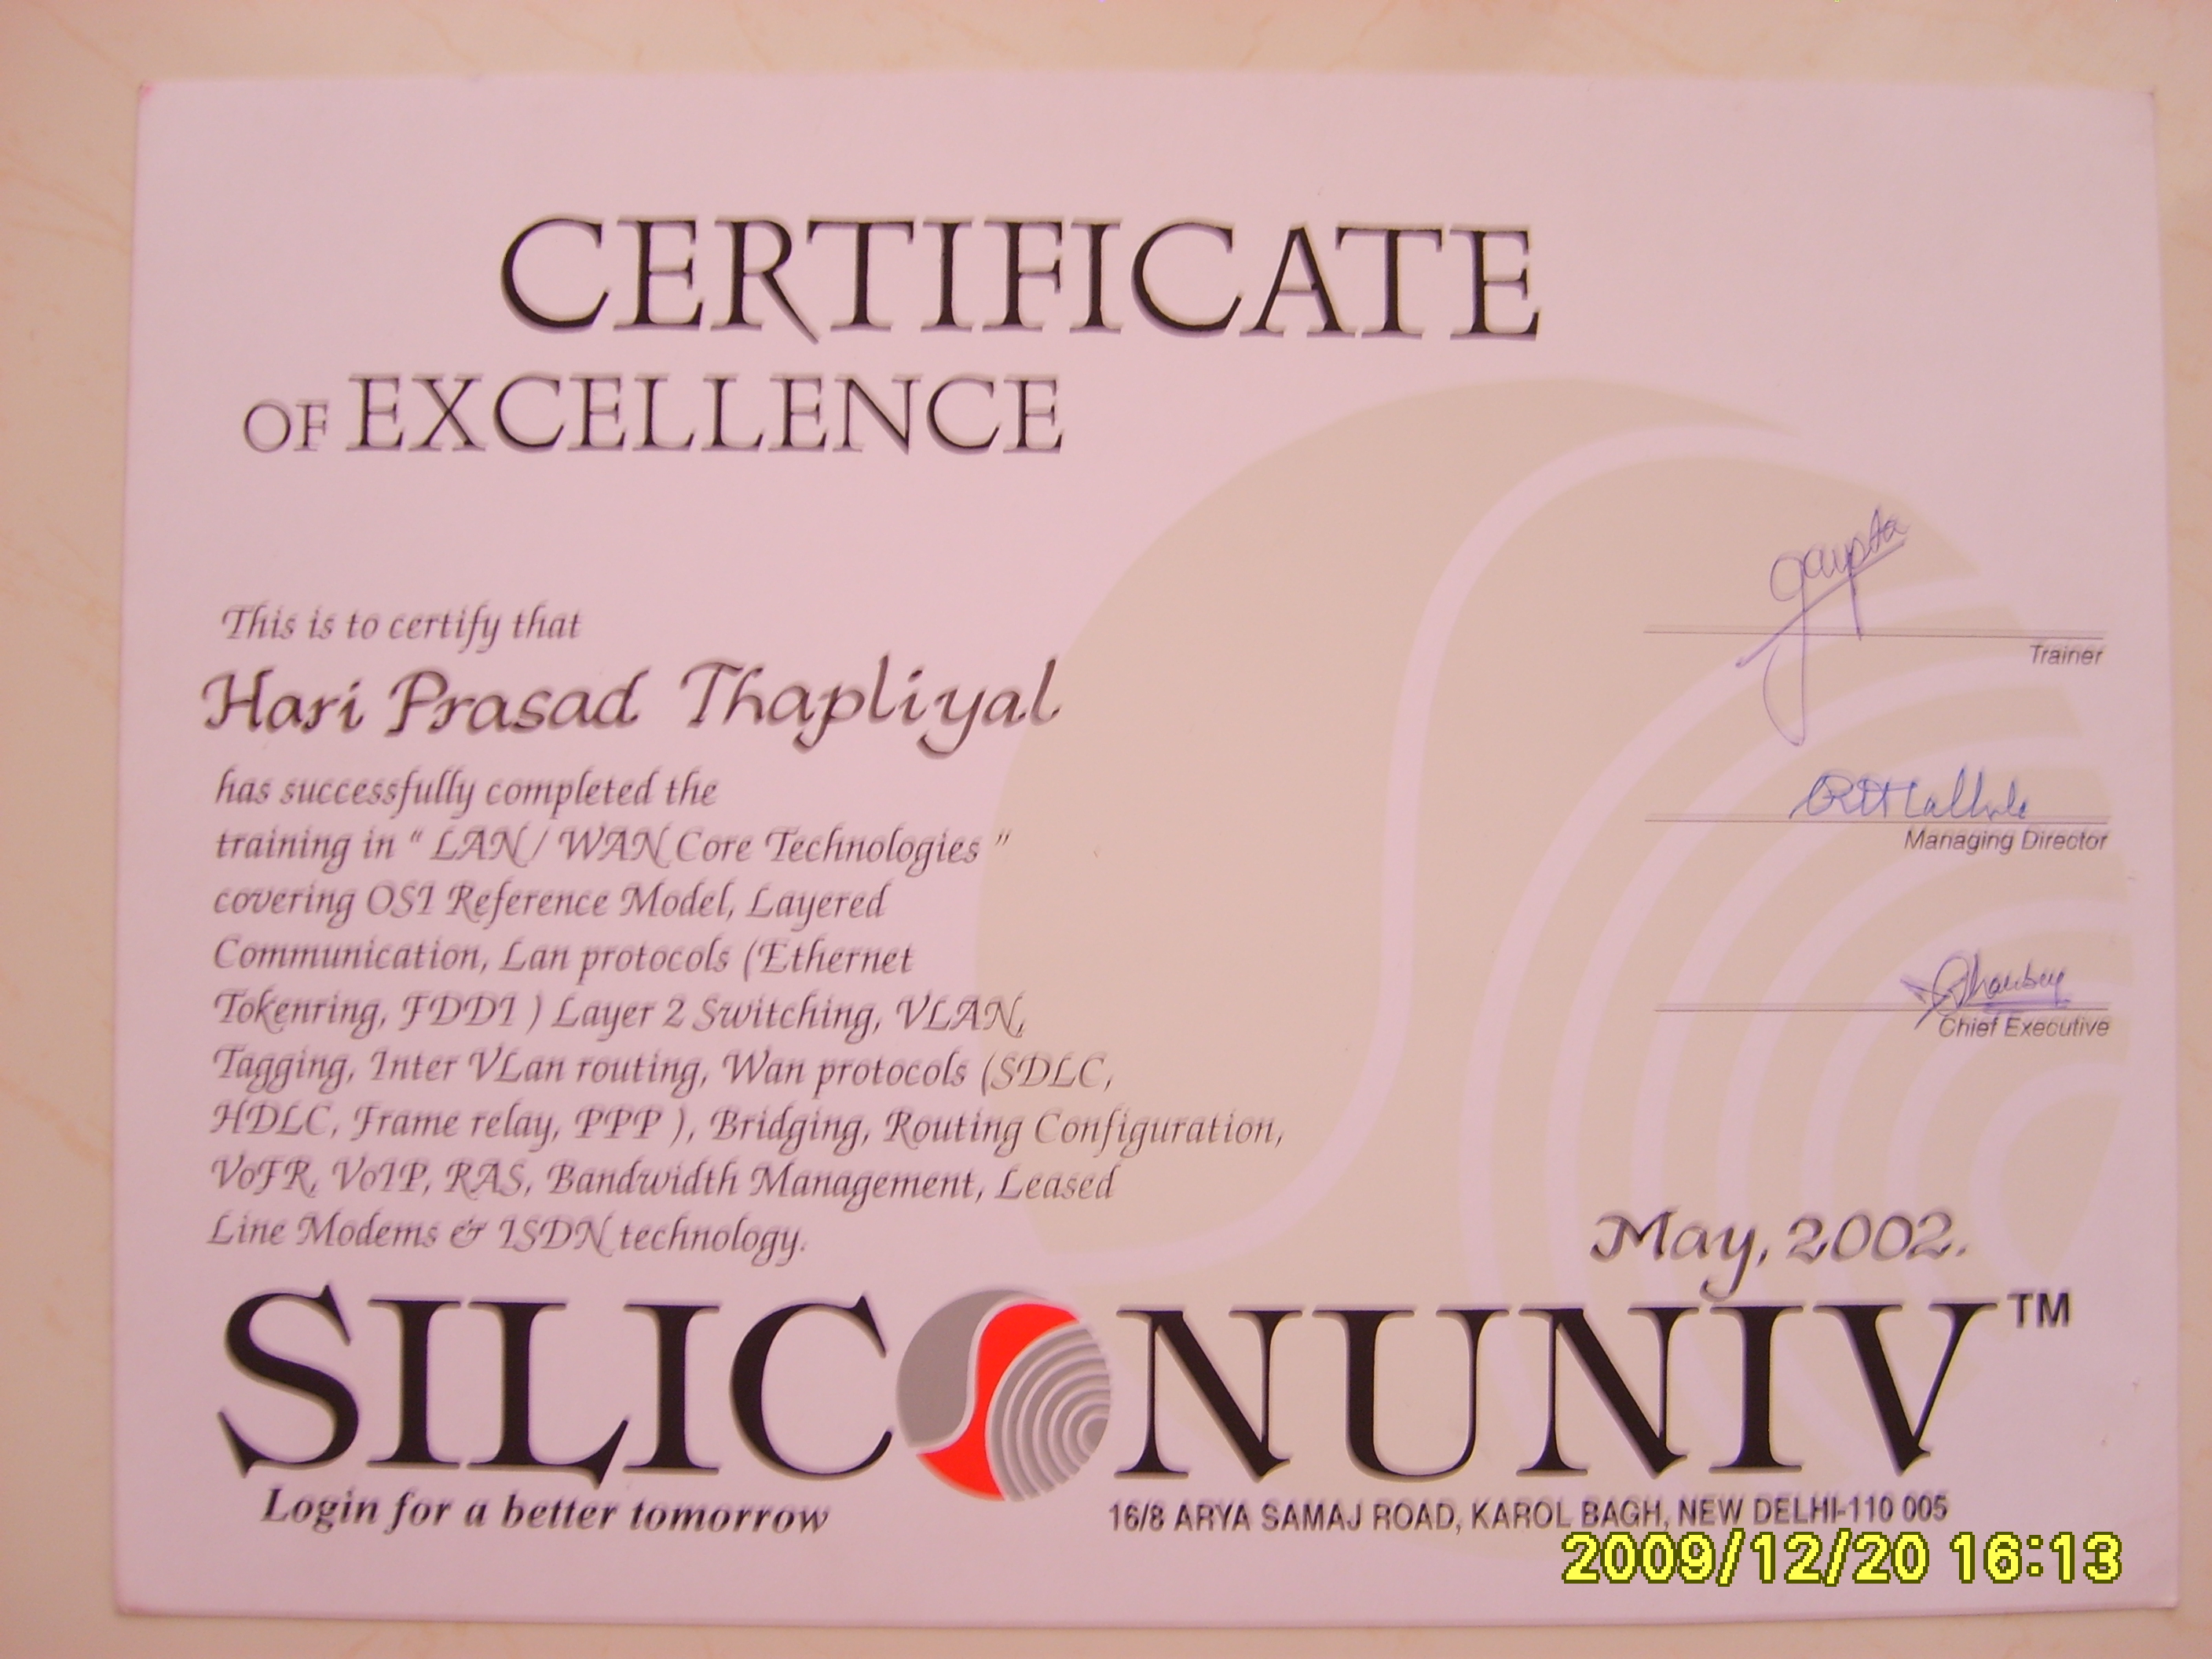 CERTIFICATE
OF EXCELLENCE
This is to certify that
Hari Prasad Thapliyal
has successfully completed the
training in “ LAN / WAN Core Technologies ”
covering OSI Reference Model, Layered
Communication, Lan protocols (Ethernet
Tokenring, FDDI ) Layer 2 Switching, VLAN,
Tagging, Inter VLan routing, Wan protocols (SDLC,
HDLC, Frame relay, PPP ), Bridging, Routing Configuration,
VoFR, VoIP, RAS, Bandwidth Management, Leased
Line Modems & ISDN technology.
Trainer
Managing Director
Chief Executive
May, 2002.
SILICONUNIV™
Login for a better tomorrow
16/8 ARYA SAMAJ ROAD, KAROL BAGH, NEW DELHI-110 005
2009/12/20 16:13